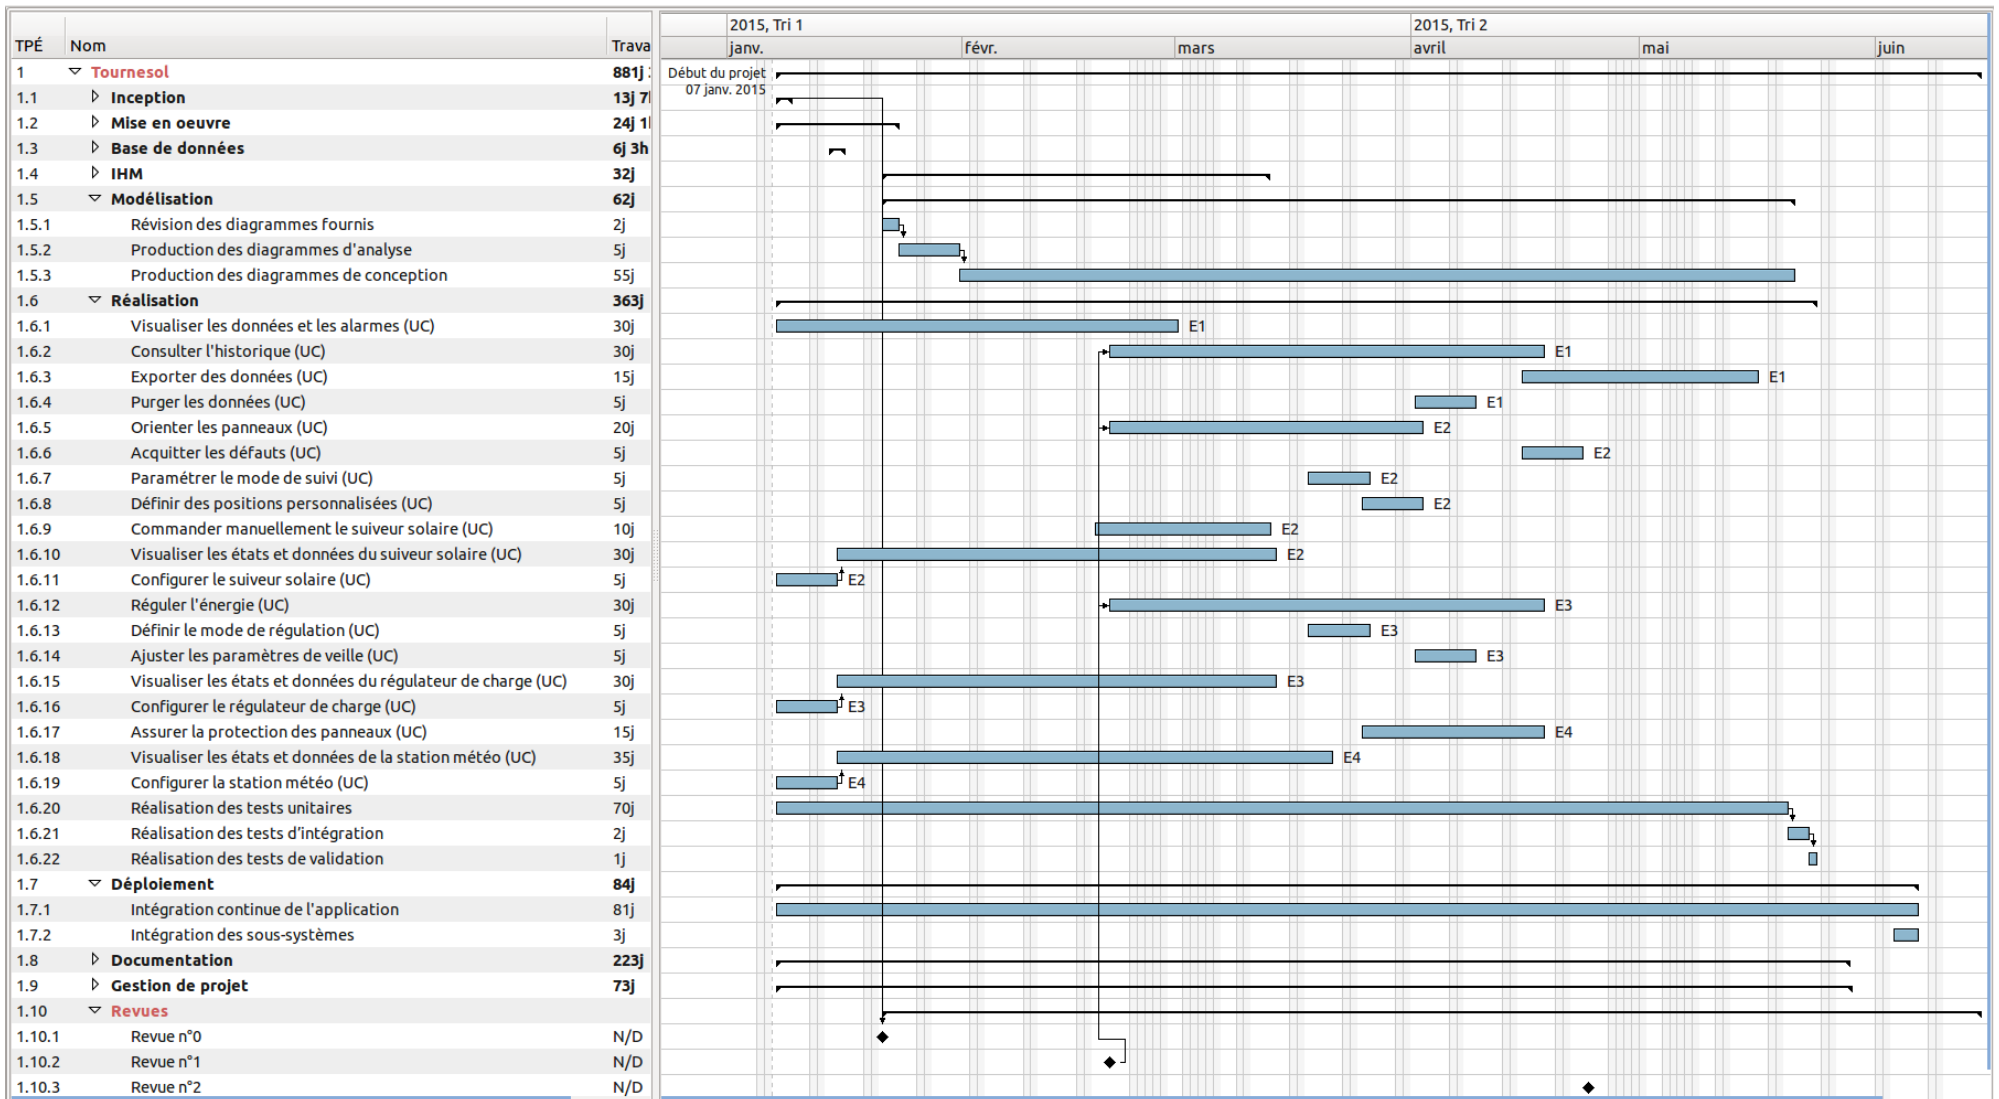 2015, Tri 1 2015, Tri 2
TPÉ Nom Trava janv. févr. mars avril mai juin
1 Tournesol 881j Début du projet
07 janv. 2015
1.1 Inception 13j 7
1.2 Mise en oeuvre 24j 1
1.3 Base de données 6j 3h
1.4 IHM 32j
1.5 Modélisation 62j
1.5.1 Révision des diagrammes fournis 2j
1.5.2 Production des diagrammes d'analyse 5j
1.5.3 Production des diagrammes de conception 55j
1.6 Réalisation 363j
1.6.1 Visualiser les données et les alarmes (UC) 30j E1
1.6.2 Consulter l'historique (UC) 30j E1
1.6.3 Exporter des données (UC) 15j E1
1.6.4 Purger les données (UC) 5j E1
1.6.5 Orienter les panneaux (UC) 20j E2
1.6.6 Acquitter les défauts (UC) 5j E2
1.6.7 Paramétrer le mode de suivi (UC) 5j E2
1.6.8 Définir des positions personnalisées (UC) 5j E2
1.6.9 Commander manuellement le suiveur solaire (UC) 10j E2
1.6.10 Visualiser les états et données du suiveur solaire (UC) 30j E2
1.6.11 Configurer le suiveur solaire (UC) 5j E2
1.6.12 Réguler l'énergie (UC) 30j E3
1.6.13 Définir le mode de régulation (UC) 5j E3
1.6.14 Ajuster les paramètres de veille (UC) 5j E3
1.6.15 Visualiser les états et données du régulateur de charge (UC) 30j E3
1.6.16 Configurer le régulateur de charge (UC) 5j E3
1.6.17 Assurer la protection des panneaux (UC) 15j E4
1.6.18 Visualiser les états et données de la station météo (UC) 35j E4
1.6.19 Configurer la station météo (UC) 5j E4
1.6.20 Réalisation des tests unitaires 70j
1.6.21 Réalisation des tests d'intégration 2j
1.6.22 Réalisation des tests de validation 1j
1.7 Déploiement 84j
1.7.1 Intégration continue de l'application 81j
1.7.2 Intégration des sous-systèmes 3j
1.8 Documentation 223j
1.9 Gestion de projet 73j
1.10 Revues
1.10.1 Revue n°0 N/D
1.10.2 Revue n°1 N/D
1.10.3 Revue n°2 N/D